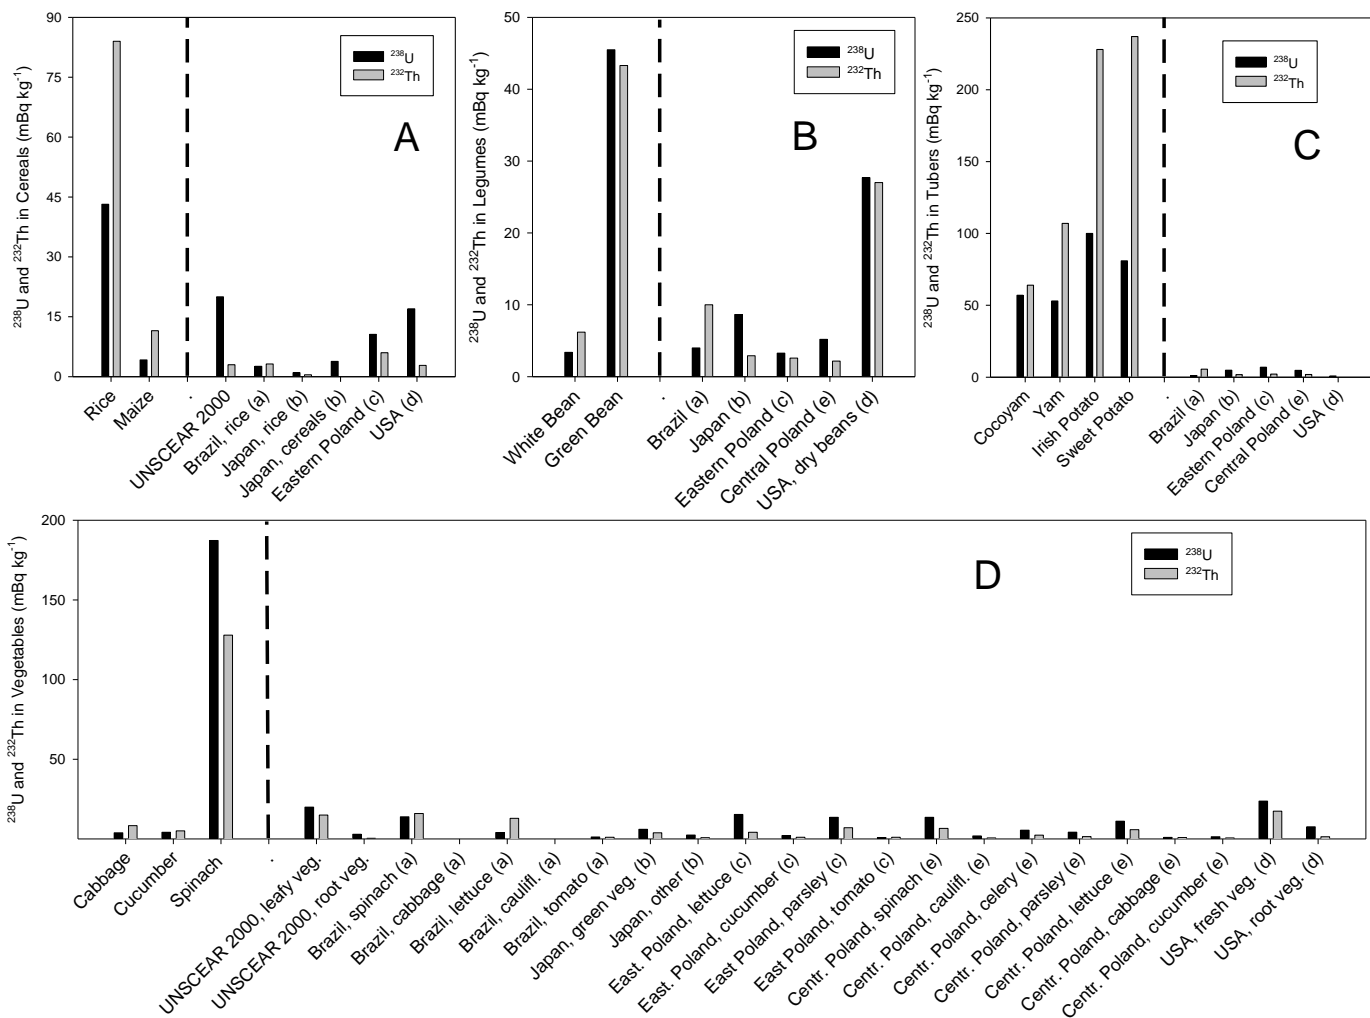 ²³⁸U and ²³²Th in Cereals (mBq kg⁻¹)
90
75
60
45
30
15
0
²³⁸U
²³²Th
A
Rice
Maize
.
UNSCEAR 2000
Brazil, rice (a)
Japan, rice (b)
Japan, cereals (b)
Eastern Poland (c)
USA (d)
²³⁸U and ²³²Th in Legumes (mBq kg⁻¹)
50
40
30
20
10
0
²³⁸U
²³²Th
B
White Bean
Green Bean
.
Brazil (a)
Japan (b)
Eastern Poland (c)
Central Poland (e)
USA, dry beans (d)
²³⁸U and ²³²Th in Tubers (mBq kg⁻¹)
250
200
150
100
50
0
²³⁸U
²³²Th
C
Cocoyam
Yam
Irish Potato
Sweet Potato
.
Brazil (a)
Japan (b)
Eastern Poland (c)
Central Poland (e)
USA (d)
²³⁸U and ²³²Th in Vegetables (mBq kg⁻¹)
200
150
100
50
²³⁸U
²³²Th
D
Cabbage
Cucumber
Spinach
.
UNSCEAR 2000, leafy veg.
UNSCEAR 2000, root veg.
Brazil, spinach (a)
Brazil, cabbage (a)
Brazil, lettuce (a)
Brazil, caulifl. (a)
Brazil, tomato (a)
Japan, green veg. (b)
Japan, other (b)
East. Poland, lettuce (c)
East. Poland, cucumber (c)
East Poland, parsley (c)
East Poland, tomato (c)
Centr. Poland, spinach (e)
Centr. Poland, caulifl. (e)
Centr. Poland, celery (e)
Centr. Poland, parsley (e)
Centr. Poland, lettuce (e)
Centr. Poland, cabbage (e)
Centr. Poland, cucumber (e)
USA, fresh veg. (d)
USA, root veg. (d)